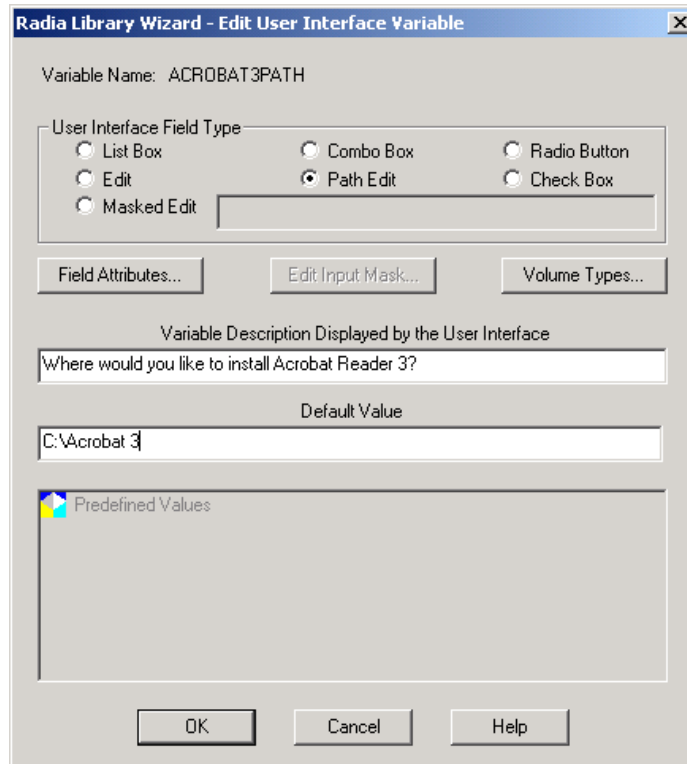 Radia Library Wizard - Edit User Interface Variable
Variable Name: ACROBAT3PATH
User Interface Field Type
List Box Combo Box Radio Button
Edit Path Edit Check Box
Masked Edit
Field Attributes... Edit Input Mask... Volume Types...
Variable Description Displayed by the User Interface
Where would you like to install Acrobat Reader 3?
Default Value
C:\Acrobat 3
Predefined Values
OK Cancel Help